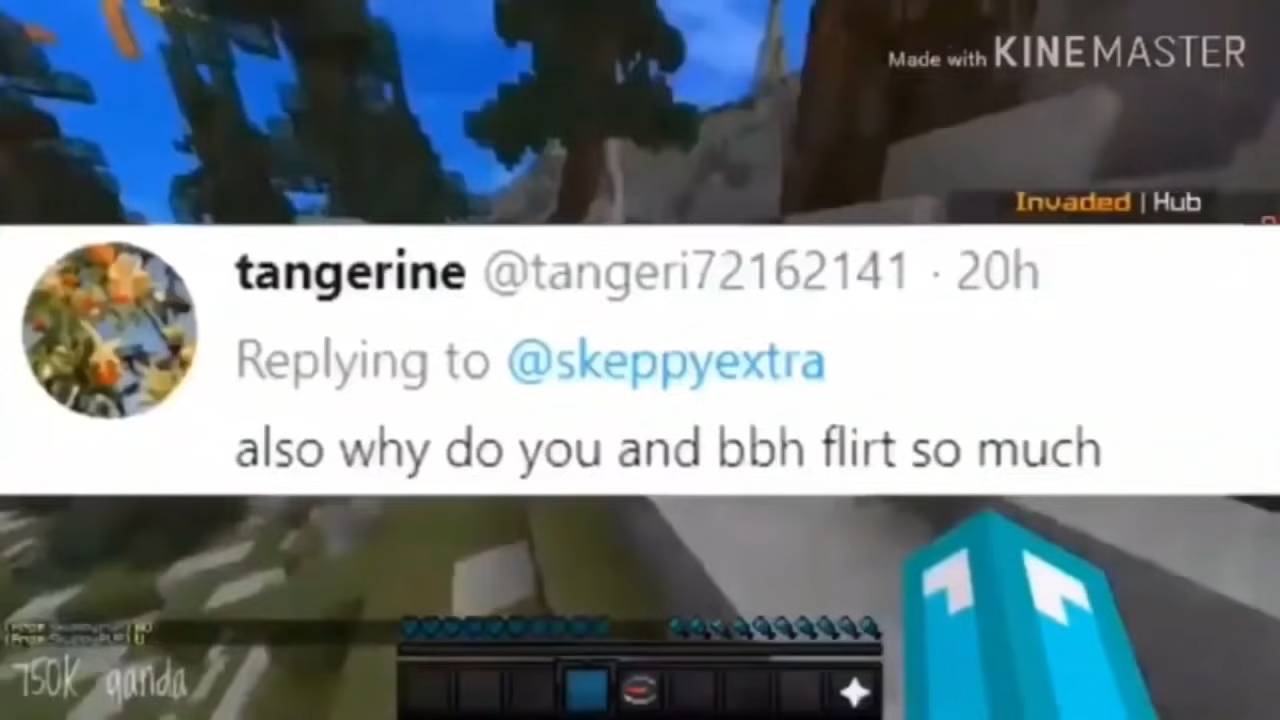 Made with KINEMASTER
Invaded | Hub
tangerine @tangeri72162141 · 20h
Replying to @skeppyextra
also why do you and bbh flirt so much
750K ganda